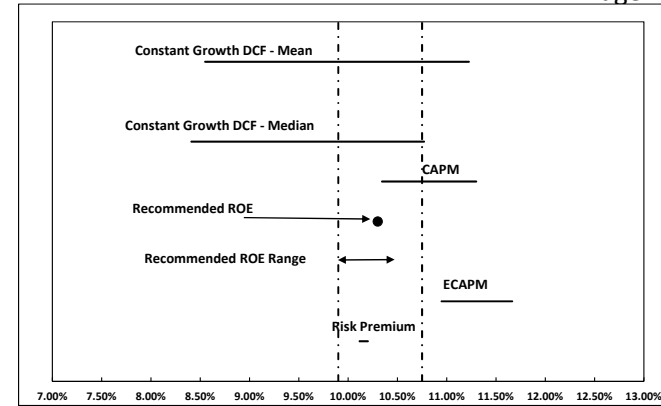 Constant Growth DCF - Mean
Constant Growth DCF - Median
CAPM
Recommended ROE
Recommended ROE Range
ECAPM
Risk Premium
7.00% 7.50% 8.00% 8.50% 9.00% 9.50% 10.00% 10.50% 11.00% 11.50% 12.00% 12.50% 13.00%